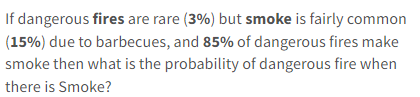 If dangerous fires are rare (3%) but smoke is fairly common
(15%) due to barbecues, and 85% of dangerous fires make
smoke then what is the probability of dangerous fire when
there is Smoke?